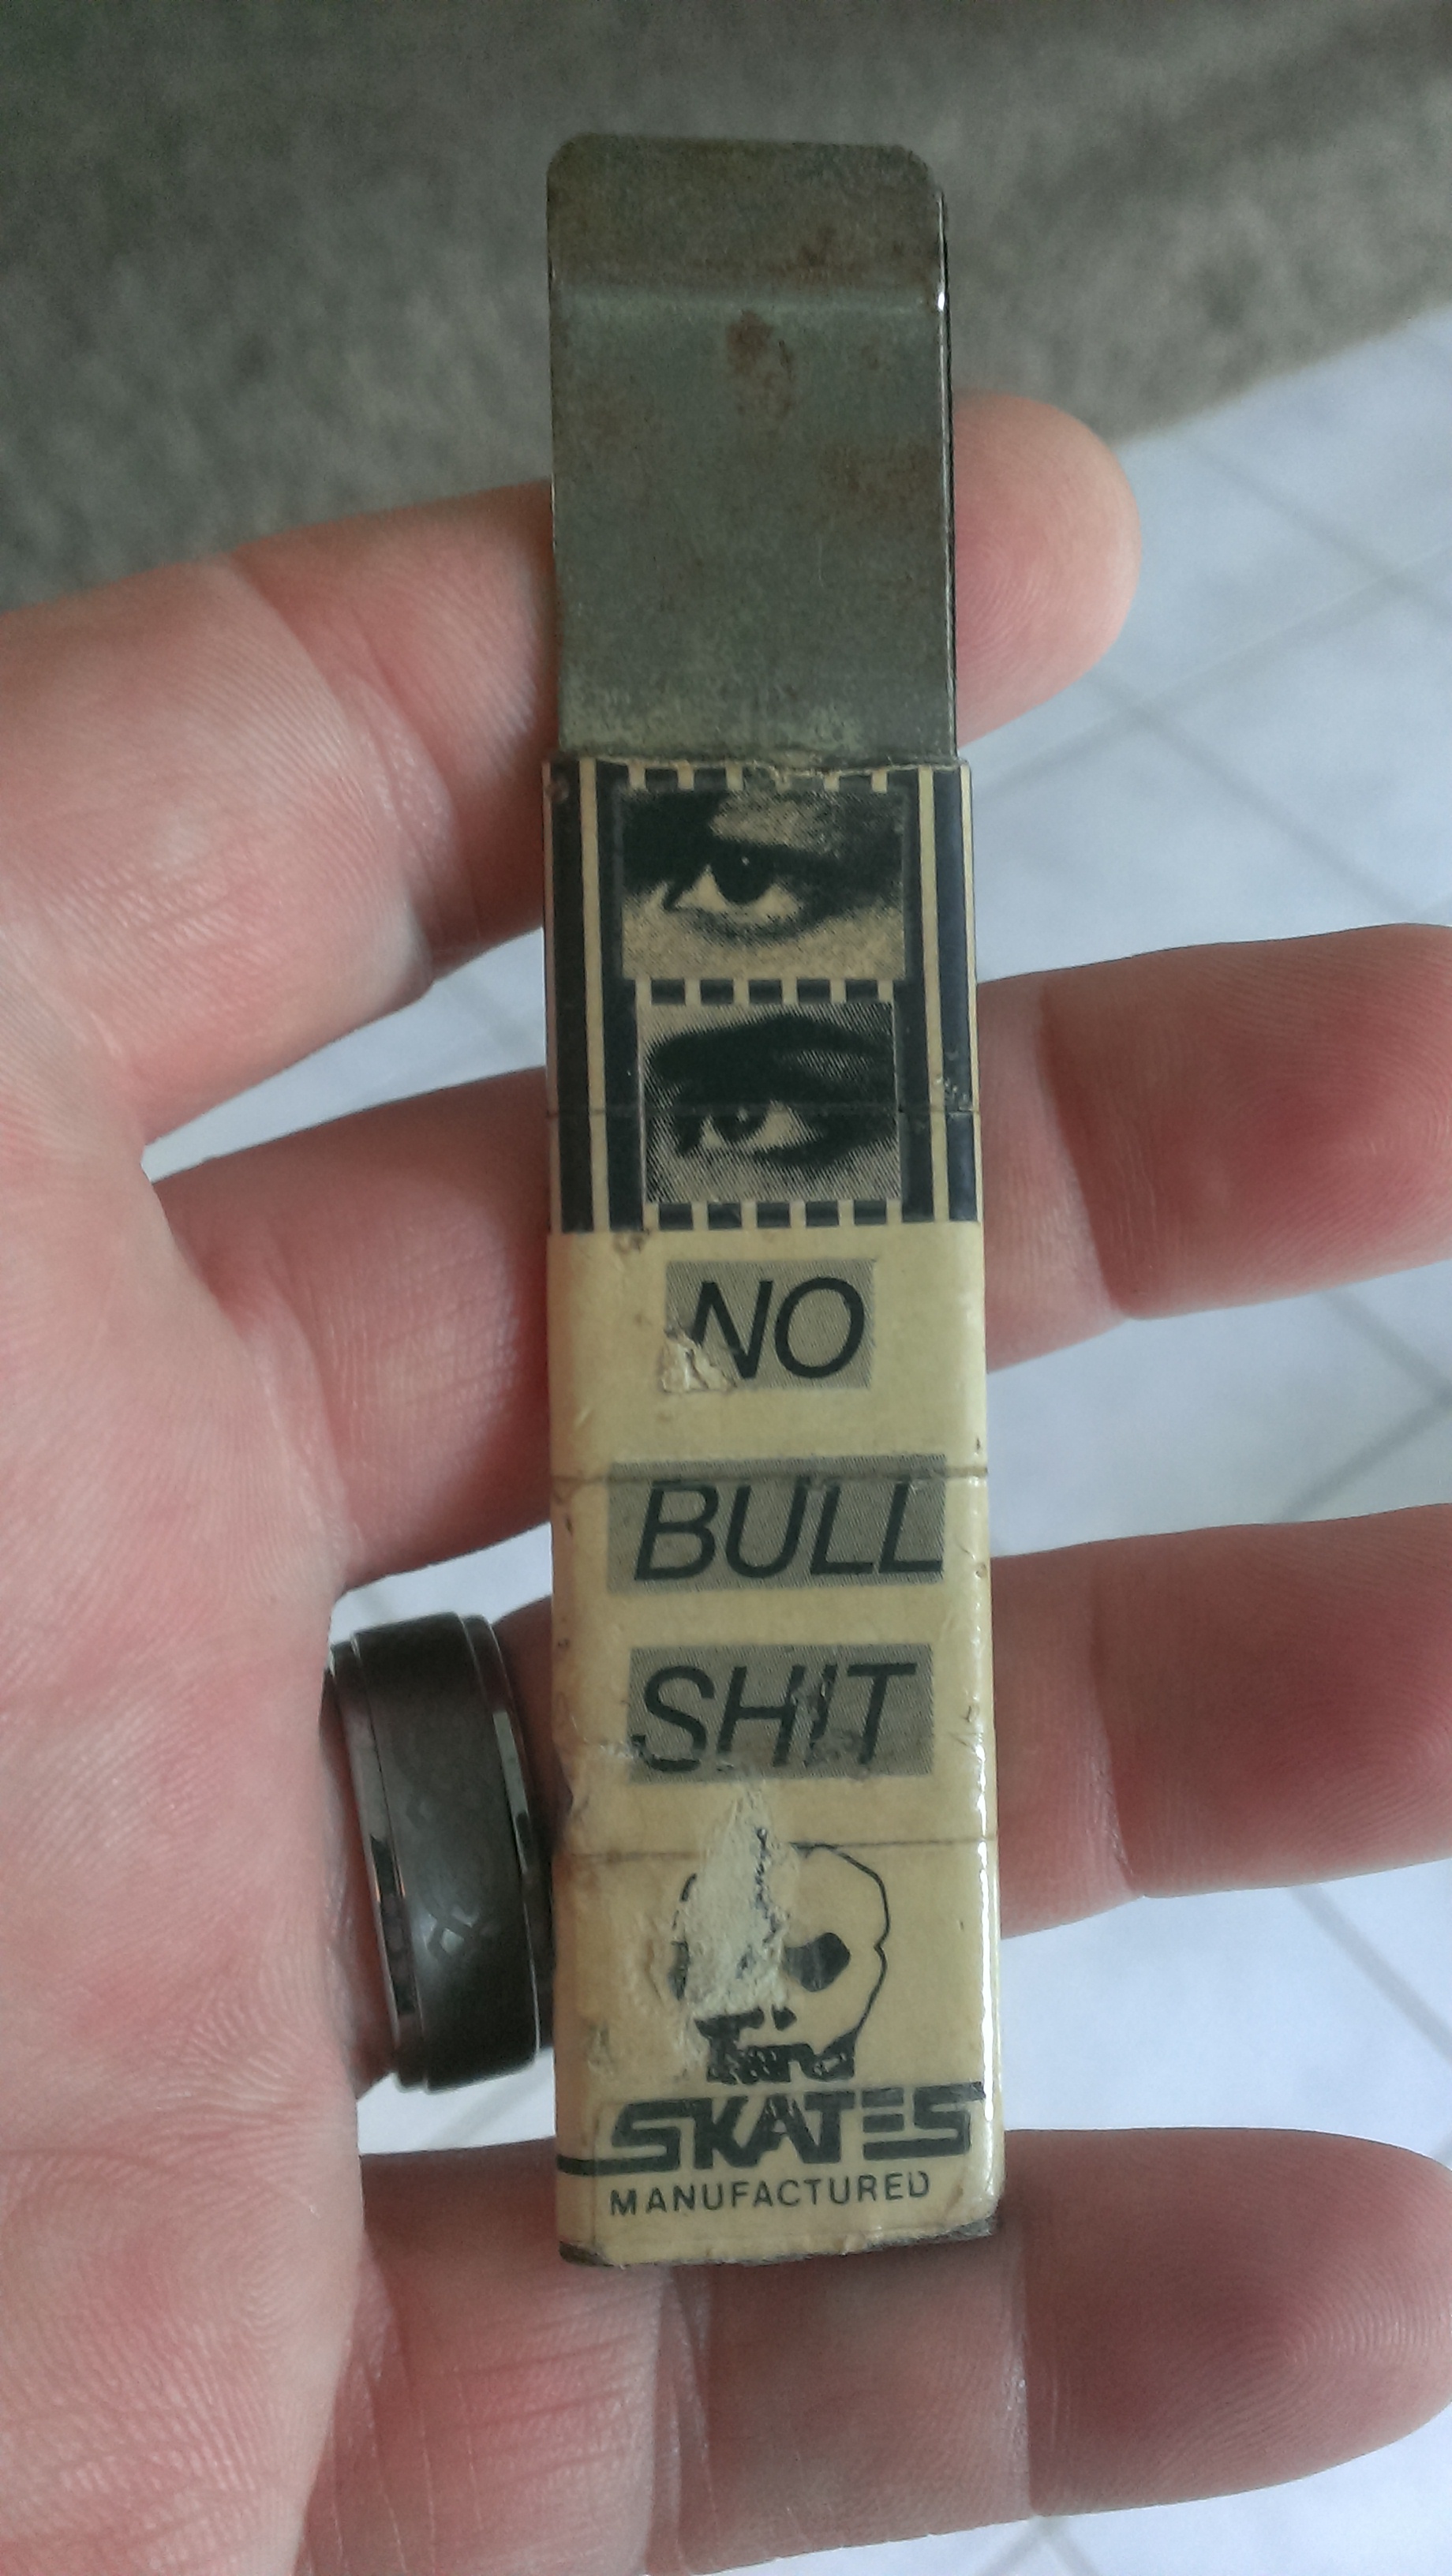 NO
BULL
SHIT
SKATES
MANUFACTURED